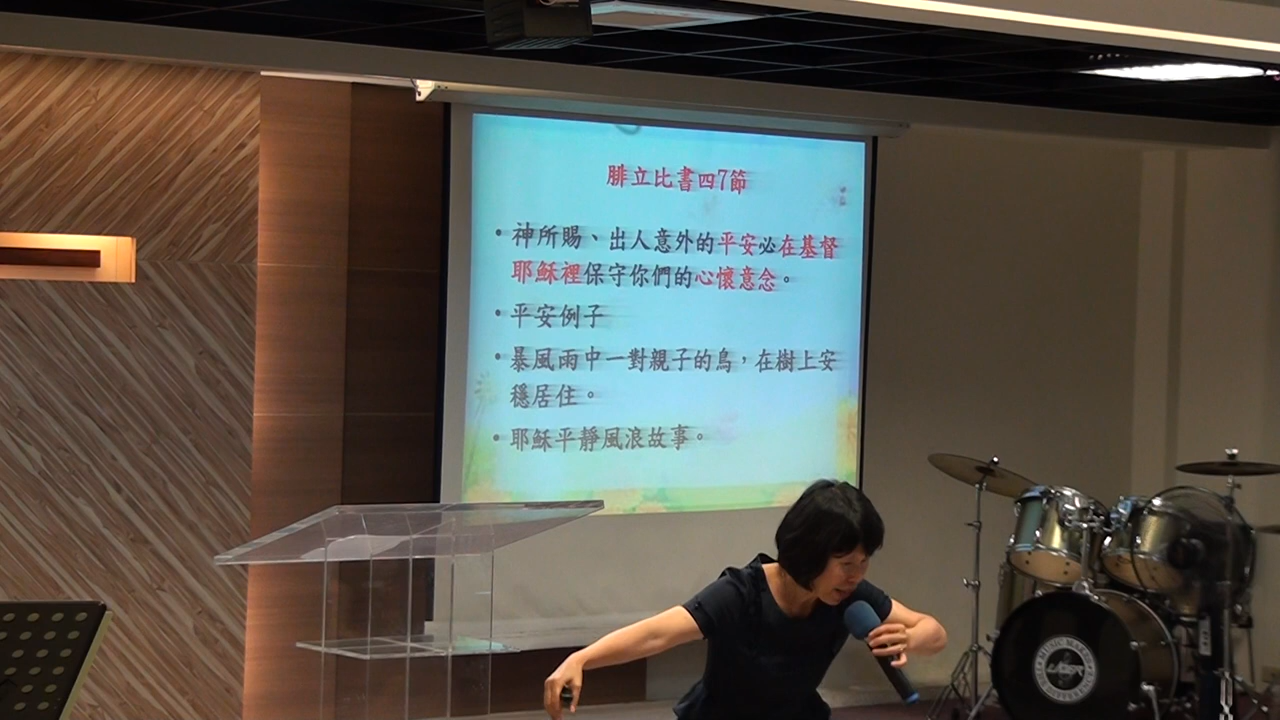 腓立比書四7節
•神所賜、出人意外的平安必在基督
耶穌裡保守你們的心懷意念。
•平安例子
•暴風雨中一對親子的鳥，在樹上安
穩居住。
•耶穌平靜風浪故事。